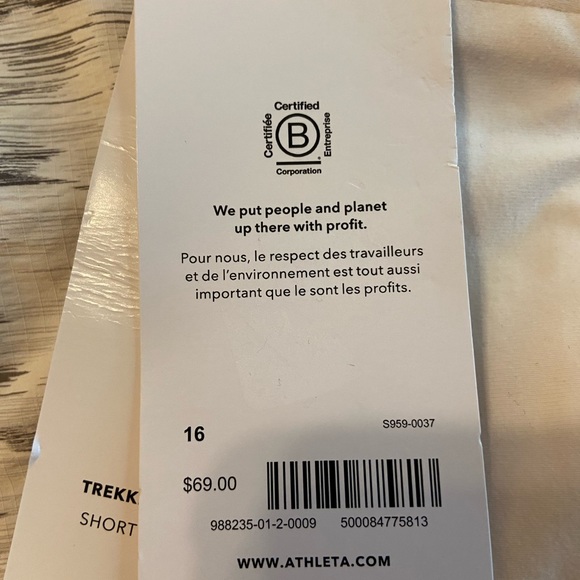 Certified
Certifiée
B
Entreprise
Corporation
We put people and planet
up there with profit.
Pour nous, le respect des travailleurs
et de l'environnement est tout aussi
important que le sont les profits.
16
S959-0037
$69.00
988235-01-2-0009 500084775813
WWW.ATHLETA.COM
TREKK
SHORT